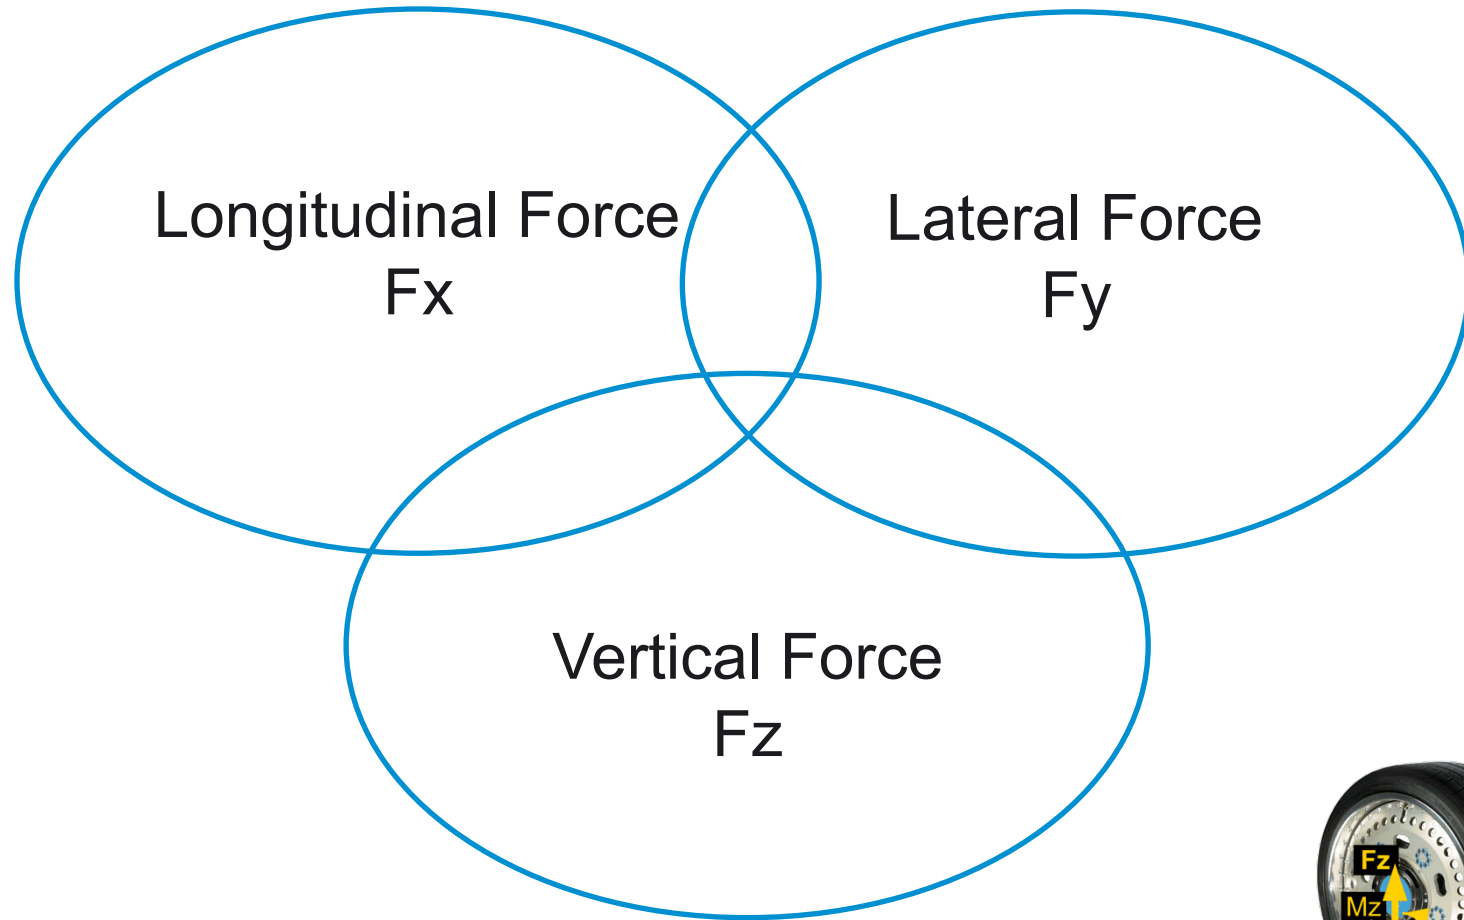 Longitudinal Force
Fx
Lateral Force
Fy
Vertical Force
Fz
Fz
Mz